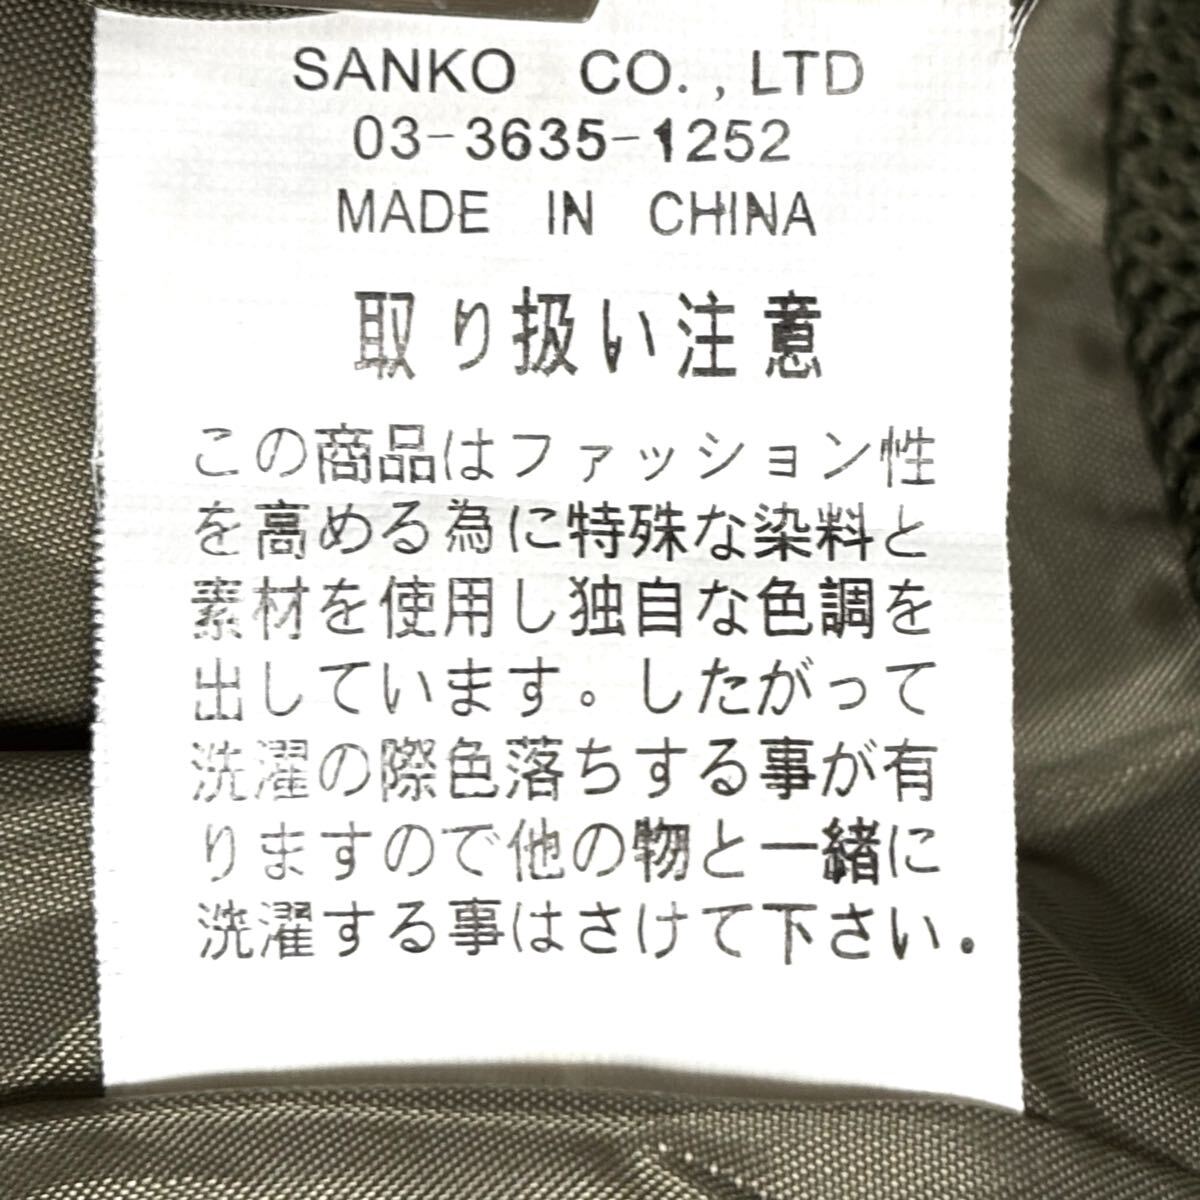 SANKO CO.,LTD
03-3635-1252
MADE IN CHINA
取り扱い注意
この商品はファッション性
を高める為に特殊な染料と
素材を使用し独自な色調を
出しています。したがって
洗濯の際色落ちする事が有
りますので他の物と一緒に
洗濯する事はさけて下さい.